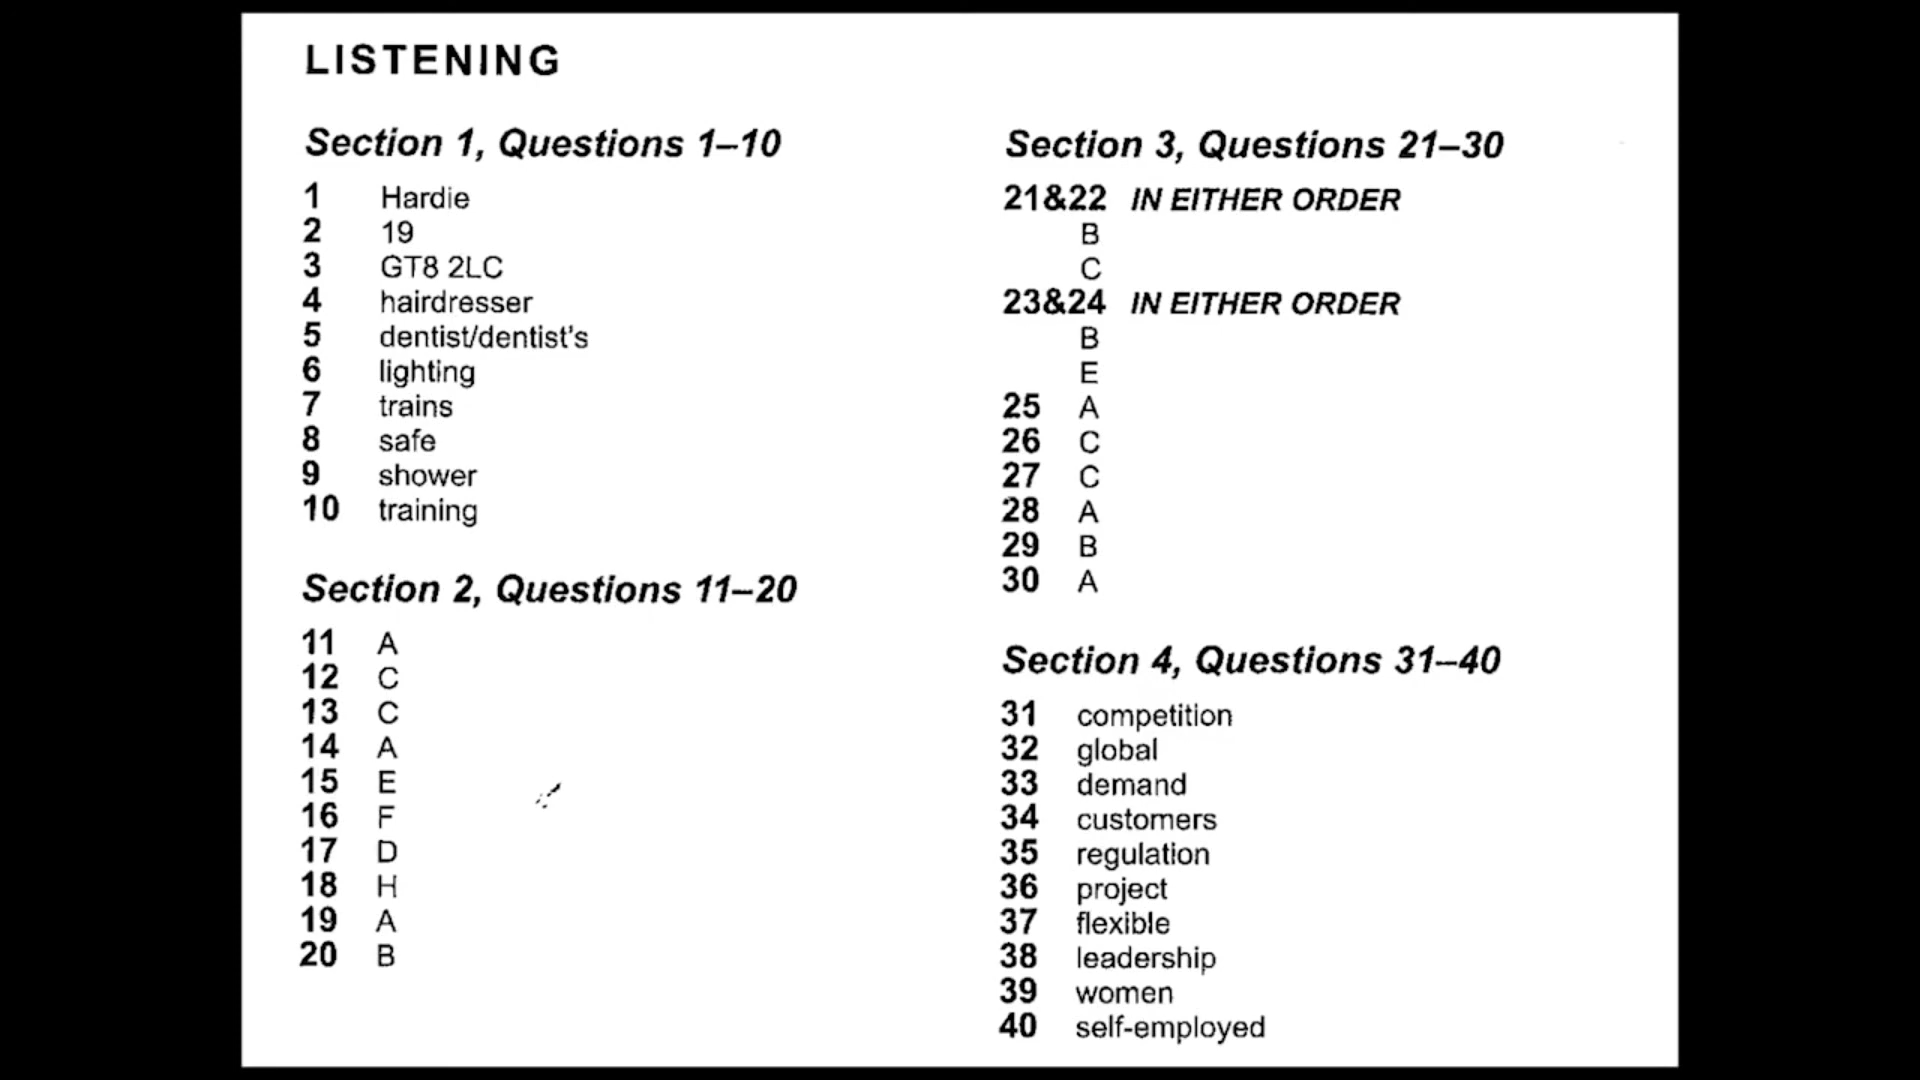 LISTENING
Section 1, Questions 1–10
1 Hardie
2 19
3 GT8 2LC
4 hairdresser
5 dentist/dentist's
6 lighting
7 trains
8 safe
9 shower
10 training
Section 2, Questions 11–20
11 A
12 C
13 C
14 A
15 E
16 F
17 D
18 H
19 A
20 B
Section 3, Questions 21–30
21&22 IN EITHER ORDER
B
C
23&24 IN EITHER ORDER
B
E
25 A
26 C
27 C
28 A
29 B
30 A
Section 4, Questions 31–40
31 competition
32 global
33 demand
34 customers
35 regulation
36 project
37 flexible
38 leadership
39 women
40 self-employed